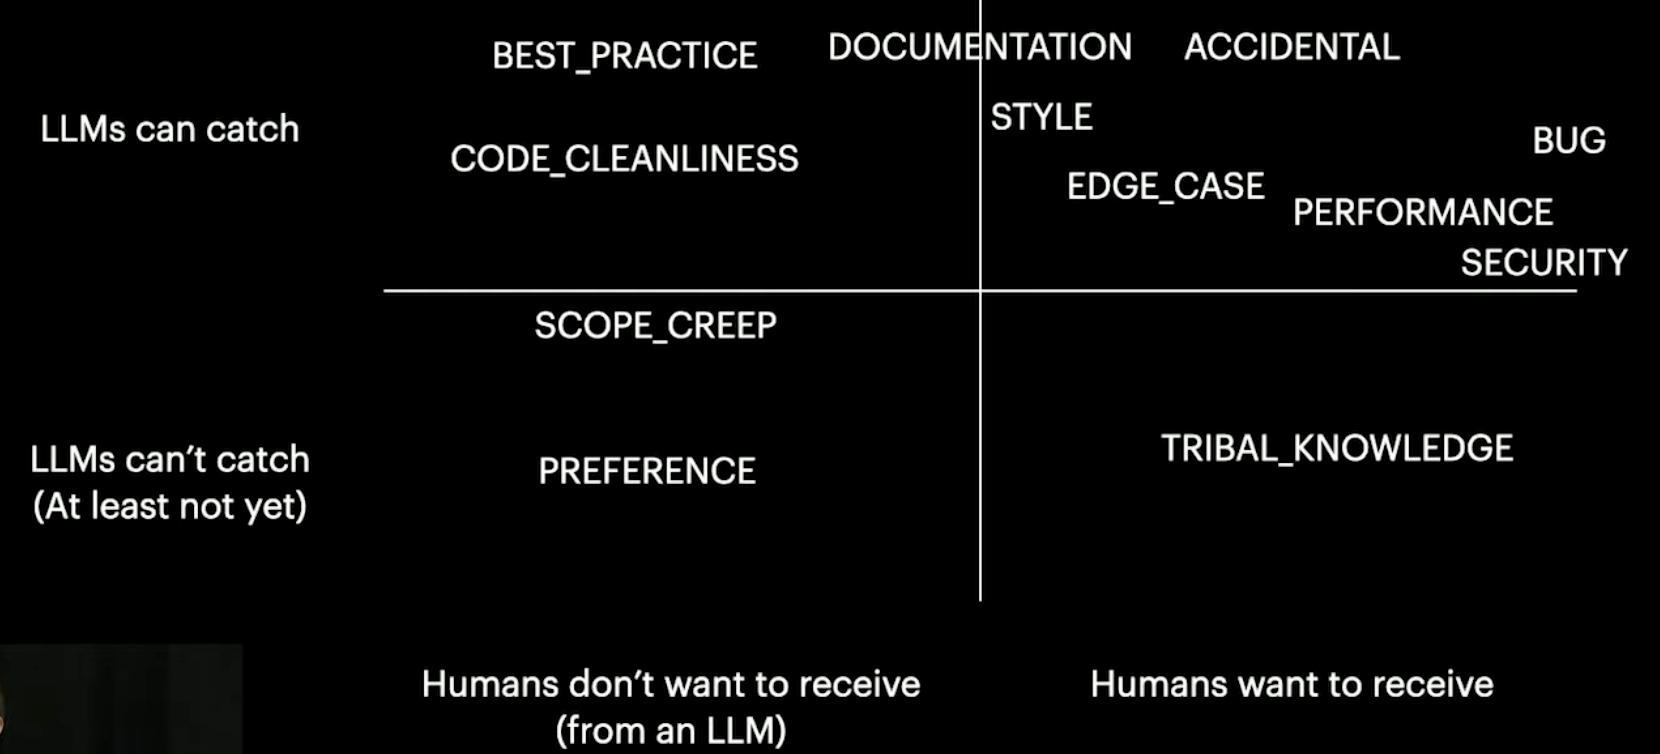 BEST_PRACTICE
DOCUMENTATION
ACCIDENTAL
LLMs can catch
STYLE
BUG
CODE_CLEANLINESS
EDGE_CASE
PERFORMANCE
SECURITY
SCOPE_CREEP
LLMs can’t catch
(At least not yet)
PREFERENCE
TRIBAL_KNOWLEDGE
Humans don’t want to receive
(from an LLM)
Humans want to receive